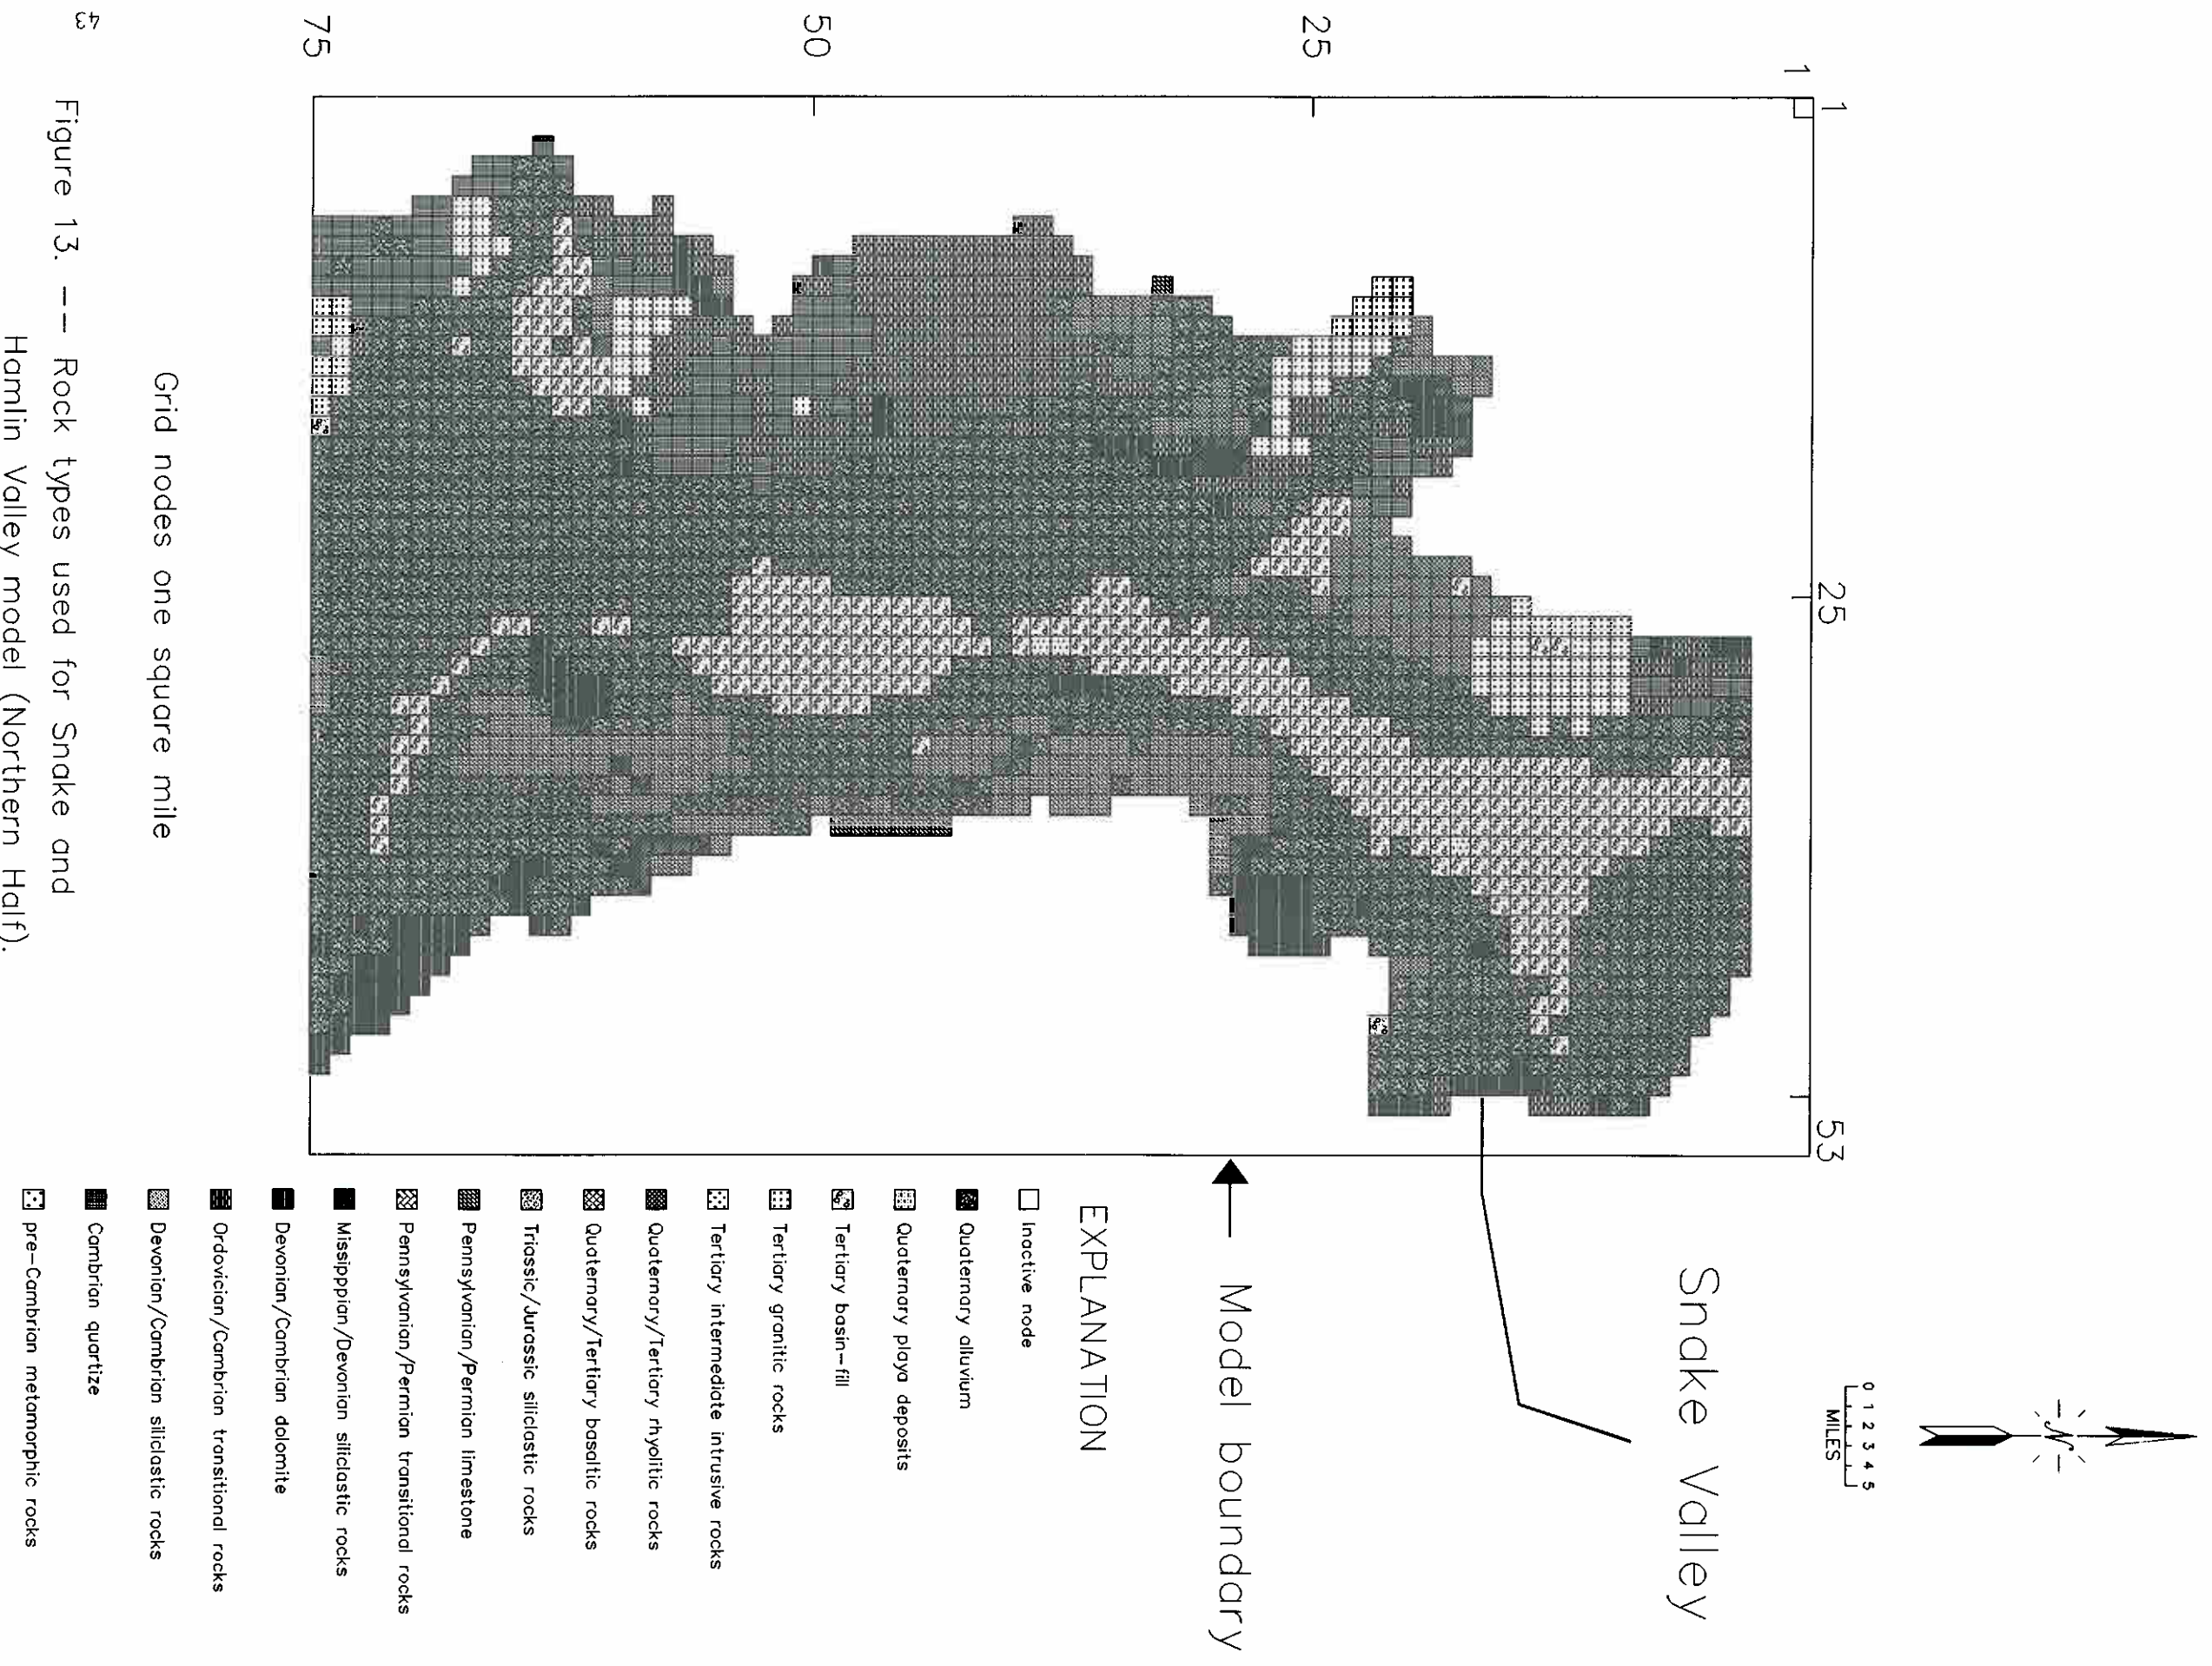 Snake Valley
0 1 2 3 4 5
MILES
Model boundary
1
1
25
53
25
50
75
EXPLANATION
Inactive node
Quaternary alluvium
Quaternary playa deposits
Tertiary basin-fill
Tertiary granitic rocks
Tertiary intermediate intrusive rocks
Quaternary/Tertiary rhyolitic rocks
Quaternary/Tertiary basaltic rocks
Triassic/Jurassic siliclastic rocks
Pennsylvanian/Permian limestone
Pennsylvanian/Permian transitional rocks
Missipppian/Devonian siliclastic rocks
Devonian/Cambrian dolomite
Ordovician/Cambrian transitional rocks
Devonian/Cambrian siliclastic rocks
Cambrian quartize
pre-Cambrian metamorphic rocks
Grid nodes one square mile
Figure 13. -- Rock types used for Snake and
Hamlin Valley model (Northern Half).
43